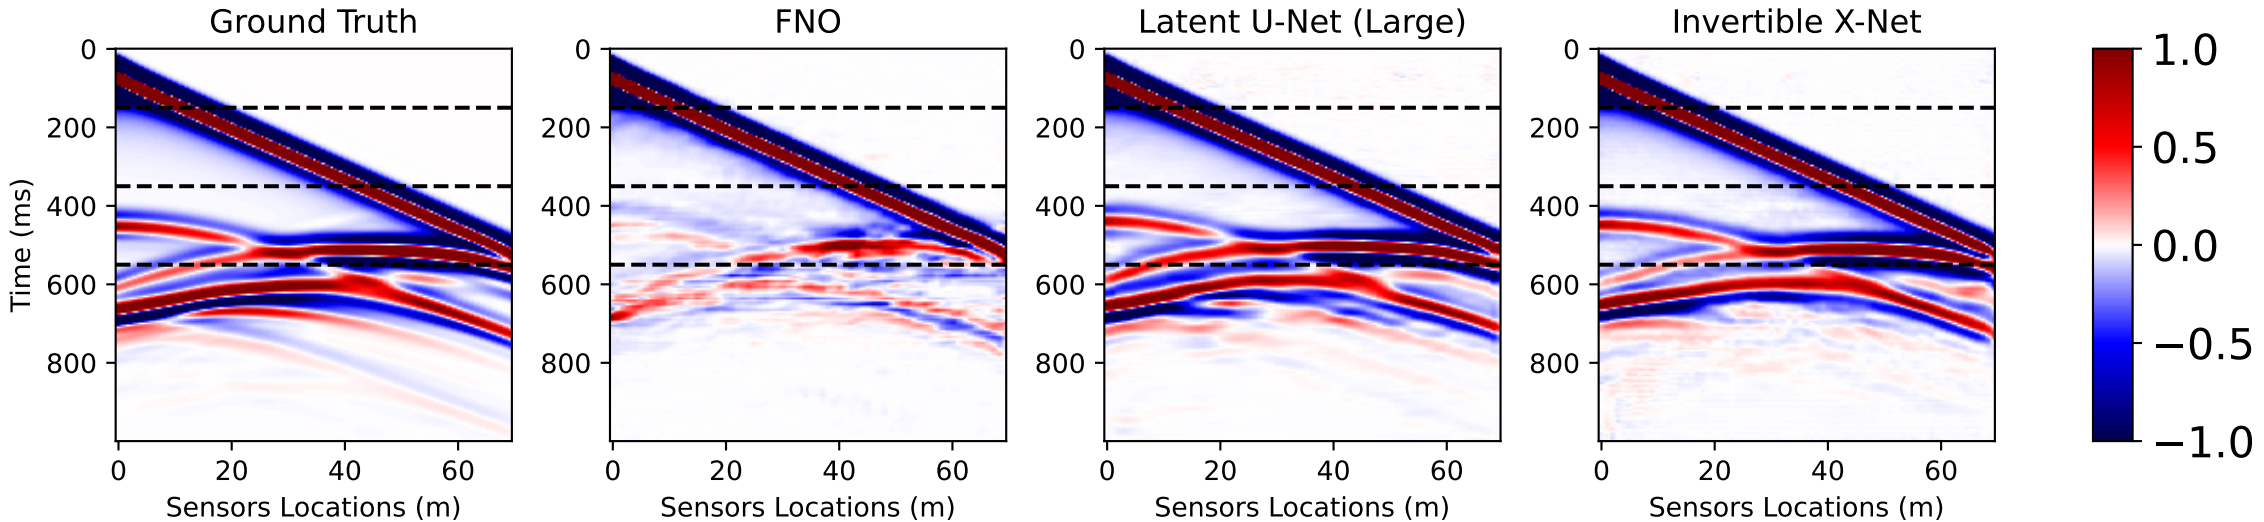 Ground Truth
FNO
Latent U-Net (Large)
Invertible X-Net
Time (ms)
0
200
400
600
800
0
200
400
600
800
0
200
400
600
800
0
200
400
600
800
1.0
0.5
0.0
−0.5
−1.0
0 20 40 60
0 20 40 60
0 20 40 60
0 20 40 60
Sensors Locations (m)
Sensors Locations (m)
Sensors Locations (m)
Sensors Locations (m)